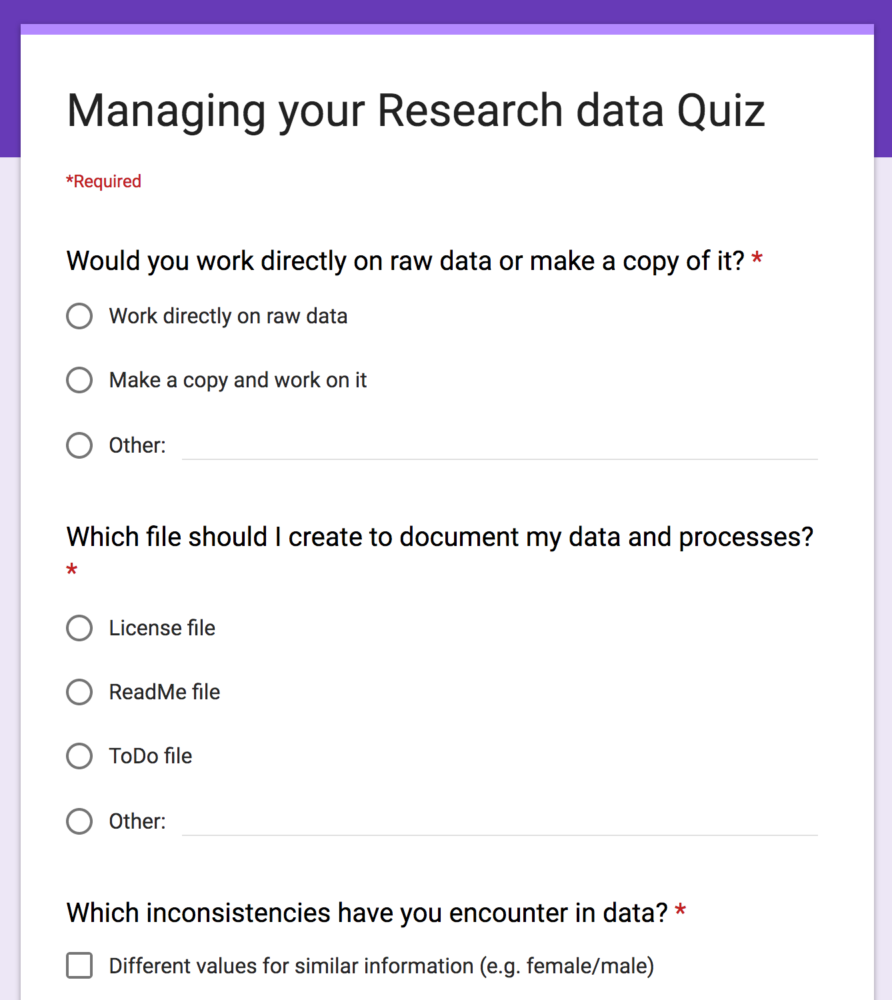 Managing your Research data Quiz
*Required
Would you work directly on raw data or make a copy of it? *
Work directly on raw data
Make a copy and work on it
Other:
Which file should I create to document my data and processes?
*
License file
ReadMe file
ToDo file
Other:
Which inconsistencies have you encounter in data? *
Different values for similar information (e.g. female/male)